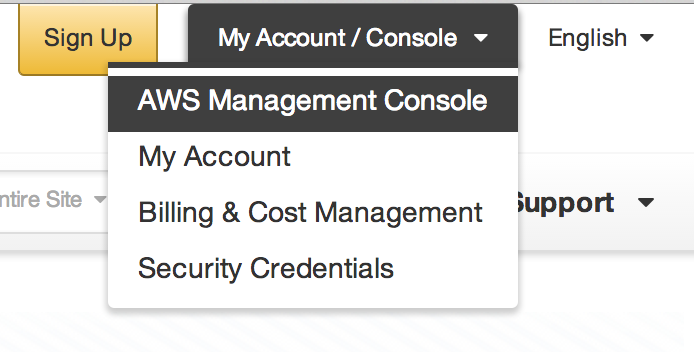 Sign Up
My Account / Console
English
AWS Management Console
My Account
ntire Site
Billing & Cost Management
Support
Security Credentials